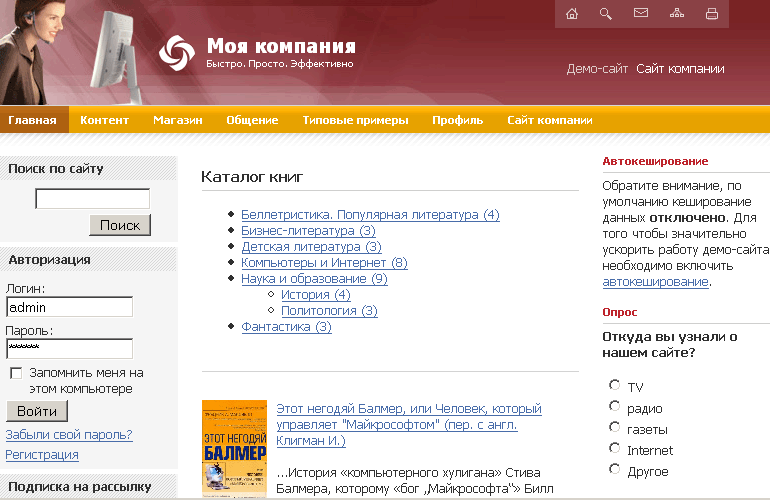 Моя компания
Быстро. Просто. Эффективно
Демо-сайт Сайт компании
Главная Контент Магазин Общение Типовые примеры Профиль Сайт компании
Поиск по сайту
Поиск
Авторизация
Логин:
admin
Пароль:
*******
Запомнить меня на
этом компьютере
Войти
Забыли свой пароль?
Регистрация
Подписка на рассылку
Каталог книг
Беллетристика. Популярная литература (4)
Бизнес-литература (3)
Детская литература (3)
Компьютеры и Интернет (8)
Наука и образование (9)
История (4)
Политология (3)
Фантастика (3)
ЭТОТ НЕГОДЯЙ
БАЛМЕР
Этот негодяй Балмер, или Человек, который
управляет "Майкрософтом" (пер. с англ.
Клигман И.)
...История «компьютерного хулигана» Стива
Балмера, которому «бог „Майкрософта“» Билл
Автокеширование
Обратите внимание, по
умолчанию кеширование
данных отключено. Для
того чтобы значительно
ускорить работу демо-сайта
необходимо включить
автокеширование.
Опрос
Откуда вы узнали о
нашем сайте?
TV
радио
газеты
Internet
Другое